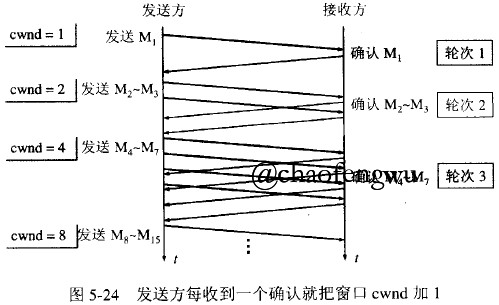 发送方 接收方
cwnd = 1 发送 M1 确认 M1 轮次 1
cwnd = 2 发送 M2~M3 确认 M2~M3 轮次 2
cwnd = 4 发送 M4~M7 确认 M4~M7 轮次 3
@chaofengwu
cwnd = 8 发送 M8~M15
t t
图 5-24 发送方每收到一个确认就把窗口 cwnd 加 1